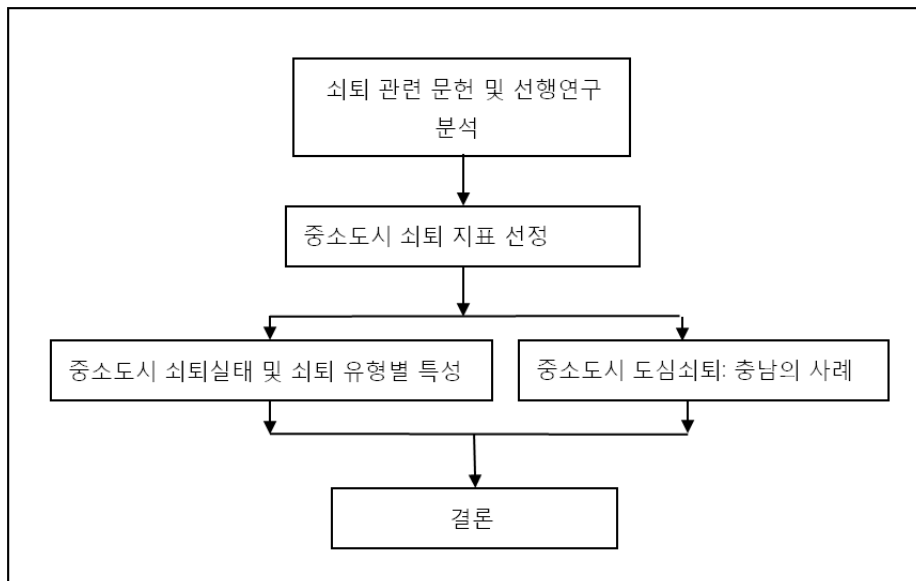 쇠퇴 관련 문헌 및 선행연구
분석
중소도시 쇠퇴 지표 선정
중소도시 쇠퇴실태 및 쇠퇴 유형별 특성
중소도시 도심쇠퇴: 충남의 사례
결론